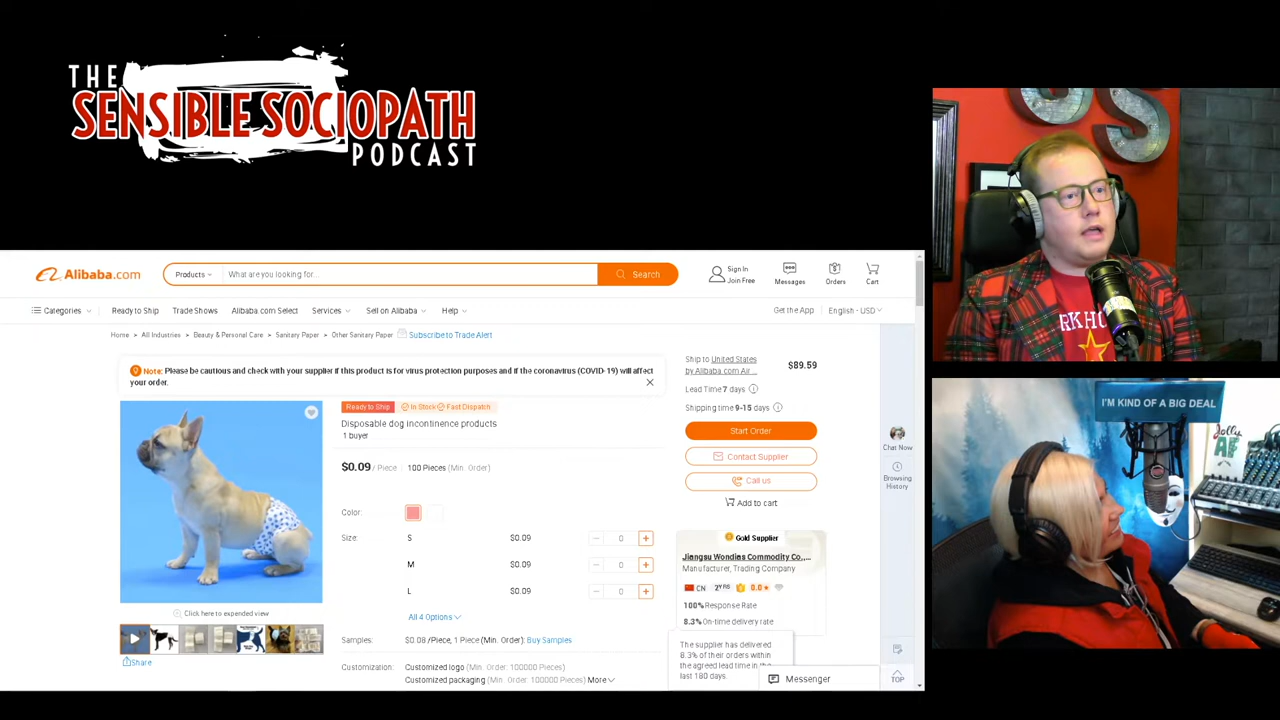 THE
SENSIBLE SOCIOPATH
PODCAST
Alibaba.com
Products
What are you looking for...
Search
Sign In
Join Free
Messages
Orders
Cart
Categories
Ready to Ship
Trade Shows
Alibaba.com Select
Services
Sell on Alibaba
Help
Get the App
English - USD
Home > All Industries > Beauty & Personal Care > Sanitary Paper > Other Sanitary Paper
Subscribe to Trade Alert
Note: Please be cautious and check with your supplier if this product is for virus protection purposes and if the coronavirus (COVID-19) will affect
your order.
Ready to Ship
In Stock
Fast Dispatch
Disposable dog incontinence products
1 buyer
$0.09 / Piece
100 Pieces (Min. Order)
Color:
Size:
S $0.09 − 0 +
M $0.09 − 0 +
L $0.09 − 0 +
All 4 Options
Click here to expended view
Share
Samples: $0.08 /Piece, 1 Piece (Min. Order): Buy Samples
Customization: Customized logo (Min. Order: 100000 Pieces)
Customized packaging (Min. Order: 100000 Pieces) More
Ship to United States
by Alibaba.com Air ...
$89.59
Lead Time 7 days
Shipping time 9-15 days
Start Order
Contact Supplier
Call us
Add to cart
Gold Supplier
Jiangsu Wondias Commodity Co.,...
Manufacturer, Trading Company
CN 2YRS 0.0
100% Response Rate
8.3% On-time delivery rate
The supplier has delivered
8.3% of their orders within
the agreed lead time in the
last 180 days.
Messenger
Chat Now
Browsing
History
TOP
S
RK HO
I'M KIND OF A BIG DEAL
Jolly
AF